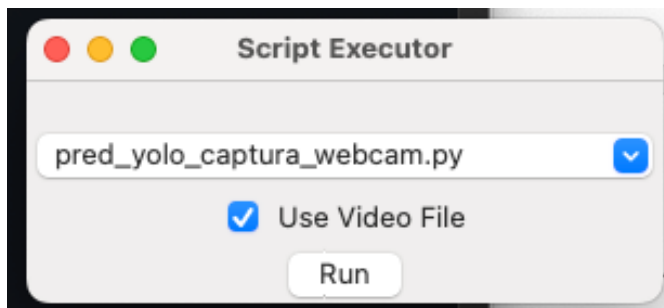 Script Executor
pred_yolo_captura_webcam.py
Use Video File
Run